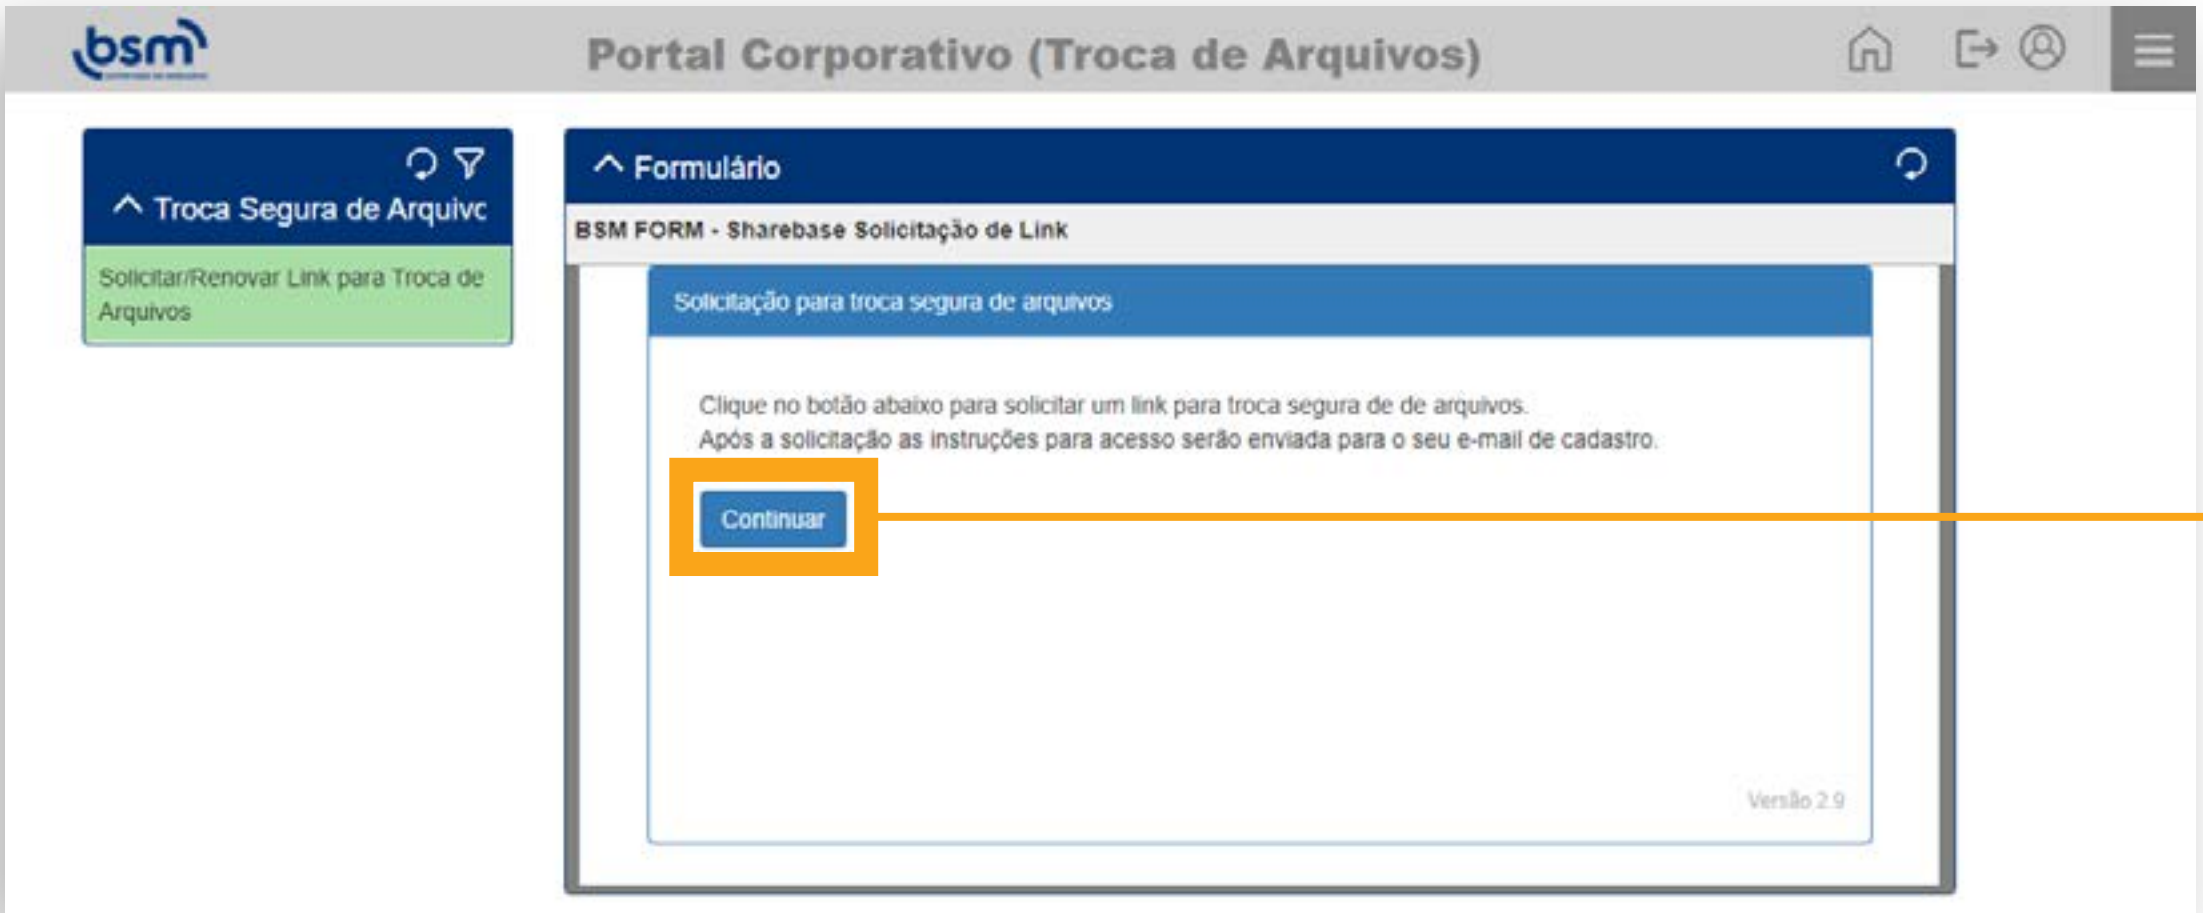 bsm
Portal Corporativo (Troca de Arquivos)
Troca Segura de Arquivc
Solicitar/Renovar Link para Troca de
Arquivos
Formulário
BSM FORM - Sharebase Solicitação de Link
Solicitação para troca segura de arquivos
Clique no botão abaixo para solicitar um link para troca segura de de arquivos.
Após a solicitação as instruções para acesso serão enviada para o seu e-mail de cadastro.
Continuar
Versão 2.9